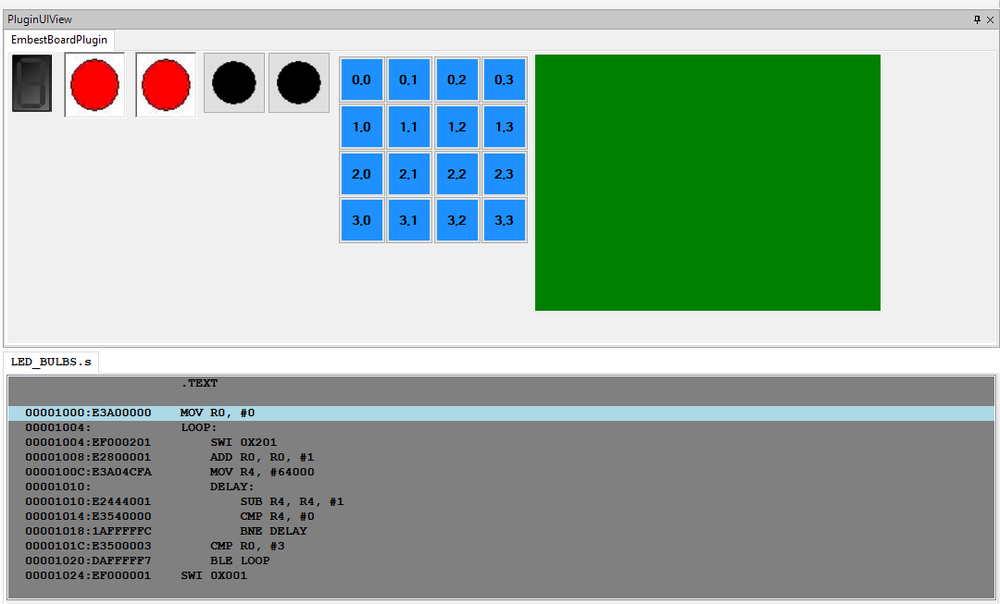 PluginUIView
EmbestBoardPlugin
0.0 0.1 0.2 0.3
1.0 1.1 1.2 1.3
2.0 2.1 2.2 2.3
3.0 3.1 3.2 3.3
LED_BULBS.s
.TEXT
00001000:E3A00000 MOV R0, #0
00001004: LOOP:
00001004:EF000201 SWI 0X201
00001008:E2800001 ADD R0, R0, #1
0000100C:E3A04CFA MOV R4, #64000
00001010: DELAY:
00001010:E2444001 SUB R4, R4, #1
00001014:E3540000 CMP R4, #0
00001018:1AFFFFFC BNE DELAY
0000101C:E3500003 CMP R0, #3
00001020:DAFFFFF7 BLE LOOP
00001024:EF000001 SWI 0X001